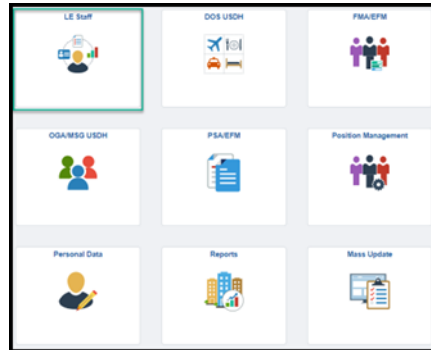 LE Staff
DOS USDH
FMA/EFM
OGA/MSG USDH
PSA/EFM
Position Management
Personal Data
Reports
Mass Update